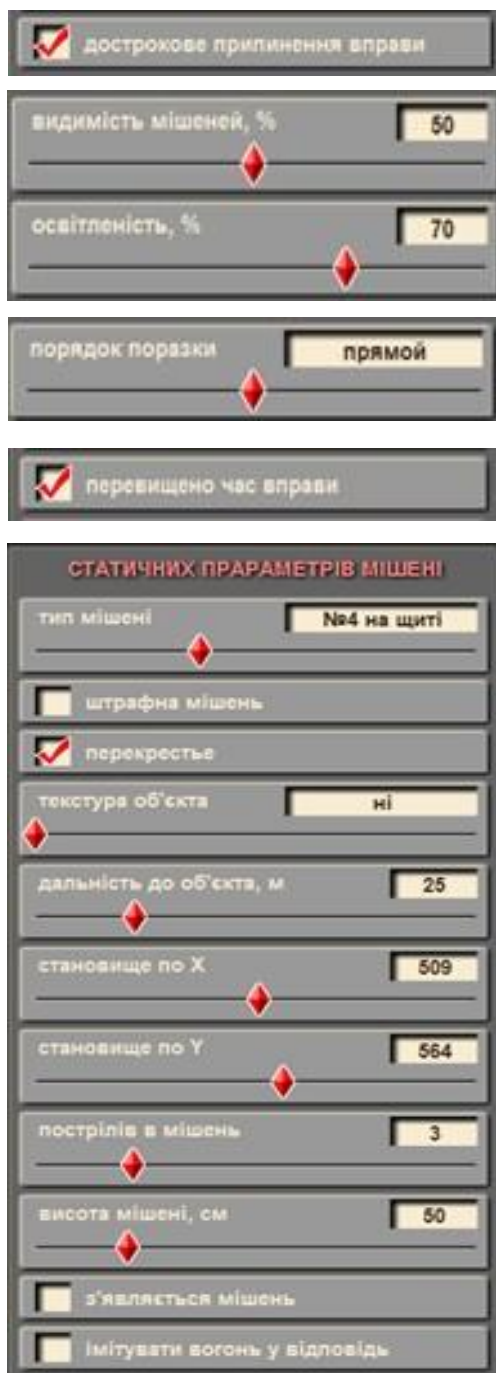 дострокове припинення вправи
видимість мішеней, % 50
освітленість, % 70
порядок поразки прямой
перевищено час вправи
СТАТИЧНИХ ПРАРАМЕТРІВ МІШЕНІ
тип мішені №4 на щиті
штрафна мішень
перекрестье
текстура об'єкта ні
дальність до об'єкта, м 25
становище по X 509
становище по Y 564
пострілів в мішень 3
висота мішені, см 50
з'являється мішень
імітувати вогонь у відповідь